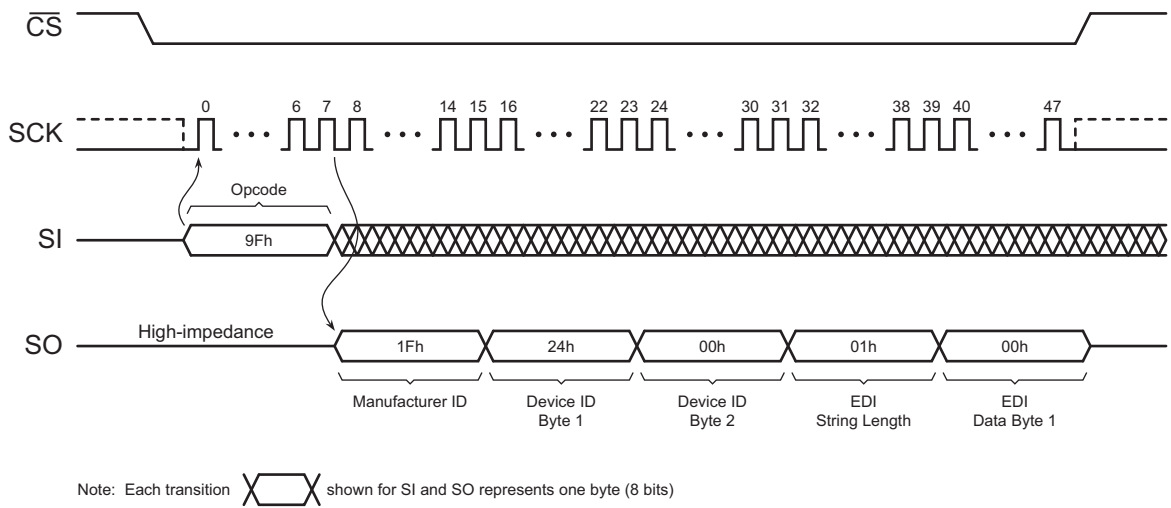 CS
0 6 7 8 14 15 16 22 23 24 30 31 32 38 39 40 47
SCK
Opcode
SI
9Fh
High-impedance
SO
1Fh 24h 00h 01h 00h
Manufacturer ID Device ID EDI EDI
Byte 1 Byte 2 String Length Data Byte 1
Note: Each transition shown for SI and SO represents one byte (8 bits)